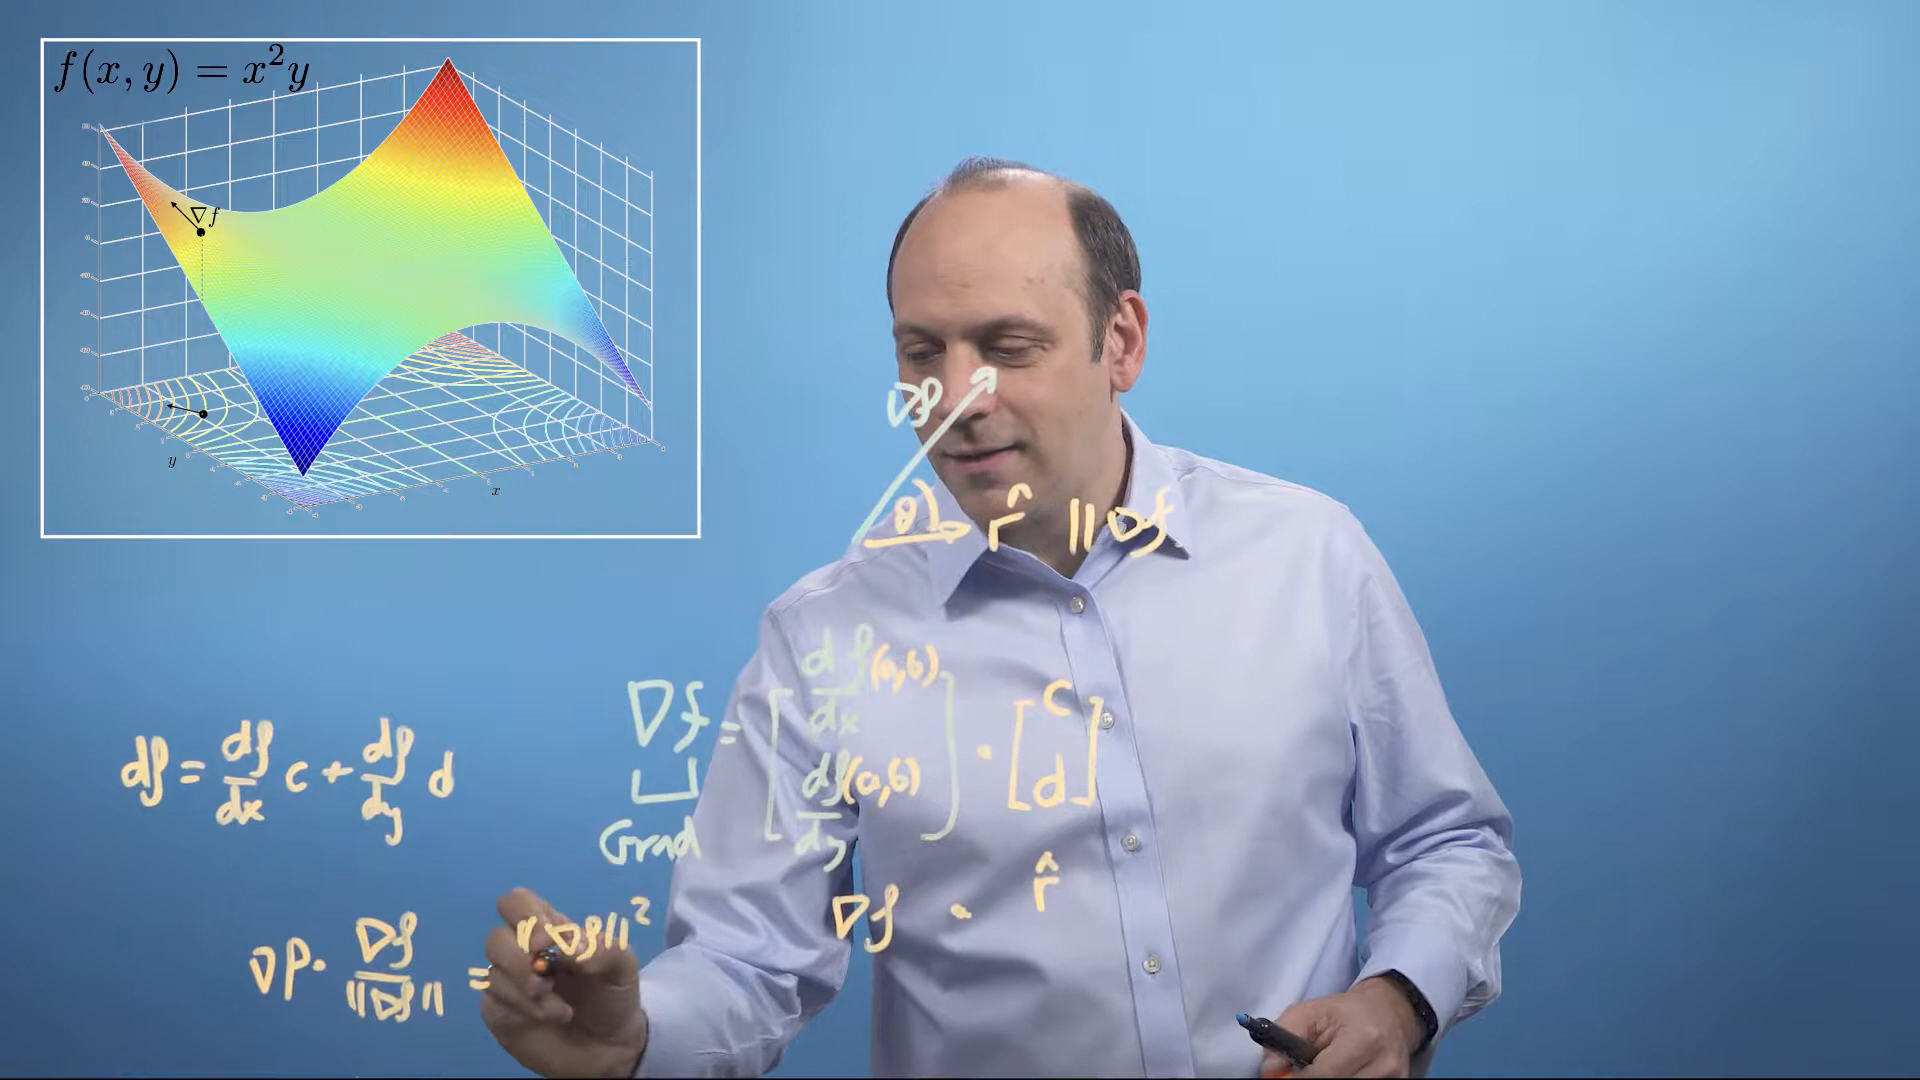 f(x, y) = x²y
∇f
y
x
∇f
θ
r̂ ||∇f
∇f = [df/dx (a,b) df/dy (a,b)] · [c d]
Grad
df = df/dx c + df/dy d
∇f · r̂
∇f · ∇f/||∇f|| = ||∇f||²